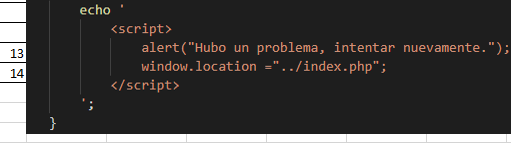 echo '
<script>
alert("Hubo un problema, intentar nuevamente.");
13
window.location ="../index.php";
14
</script>
';
}